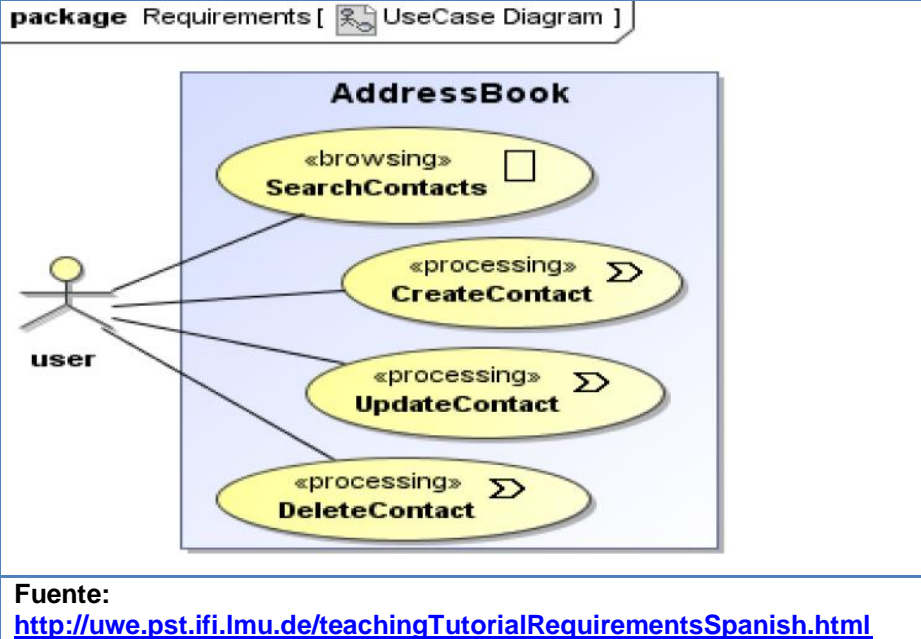 package Requirements [ UseCase Diagram ]
AddressBook
«browsing»
SearchContacts
«processing»
CreateContact
user
«processing»
UpdateContact
«processing»
DeleteContact
Fuente:
http://uwe.pst.ifi.lmu.de/teachingTutorialRequirementsSpanish.html